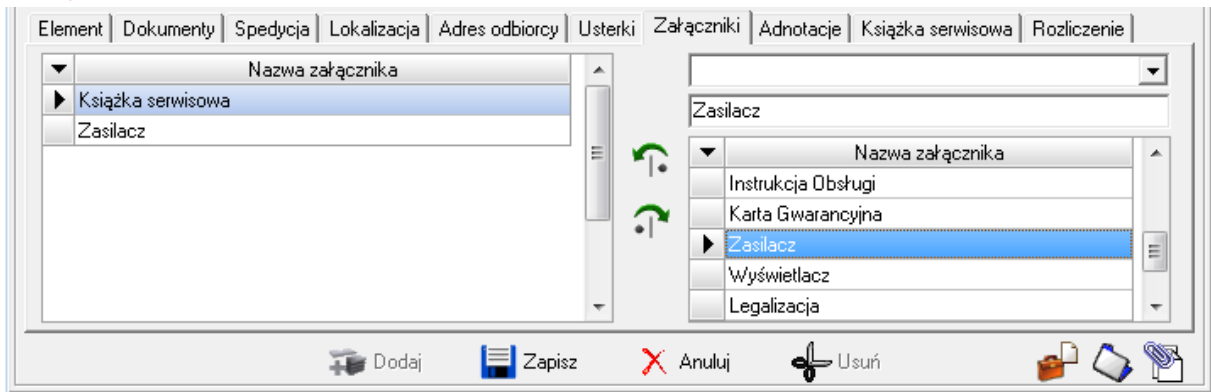 Element Dokumenty Spedycja Lokalizacja Adres odbiorcy Usterki Załączniki Adnotacje Książka serwisowa Rozliczenie
Nazwa załącznika
Książka serwisowa
Zasilacz
Zasilacz
Nazwa załącznika
Instrukcja Obsługi
Karta Gwarancyjna
Zasilacz
Wyświetlacz
Legalizacja
Dodaj Zapisz Anuluj Usuń